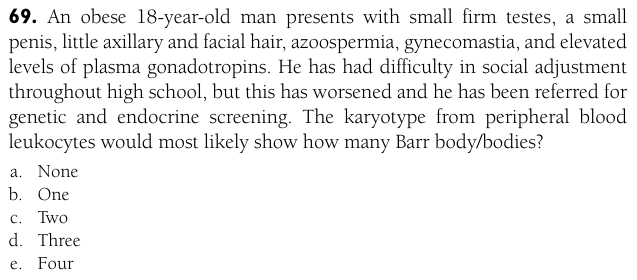 69. An obese 18-year-old man presents with small firm testes, a small
penis, little axillary and facial hair, azoospermia, gynecomastia, and elevated
levels of plasma gonadotropins. He has had difficulty in social adjustment
throughout high school, but this has worsened and he has been referred for
genetic and endocrine screening. The karyotype from peripheral blood
leukocytes would most likely show how many Barr body/bodies?
a. None
b. One
c. Two
d. Three
e. Four